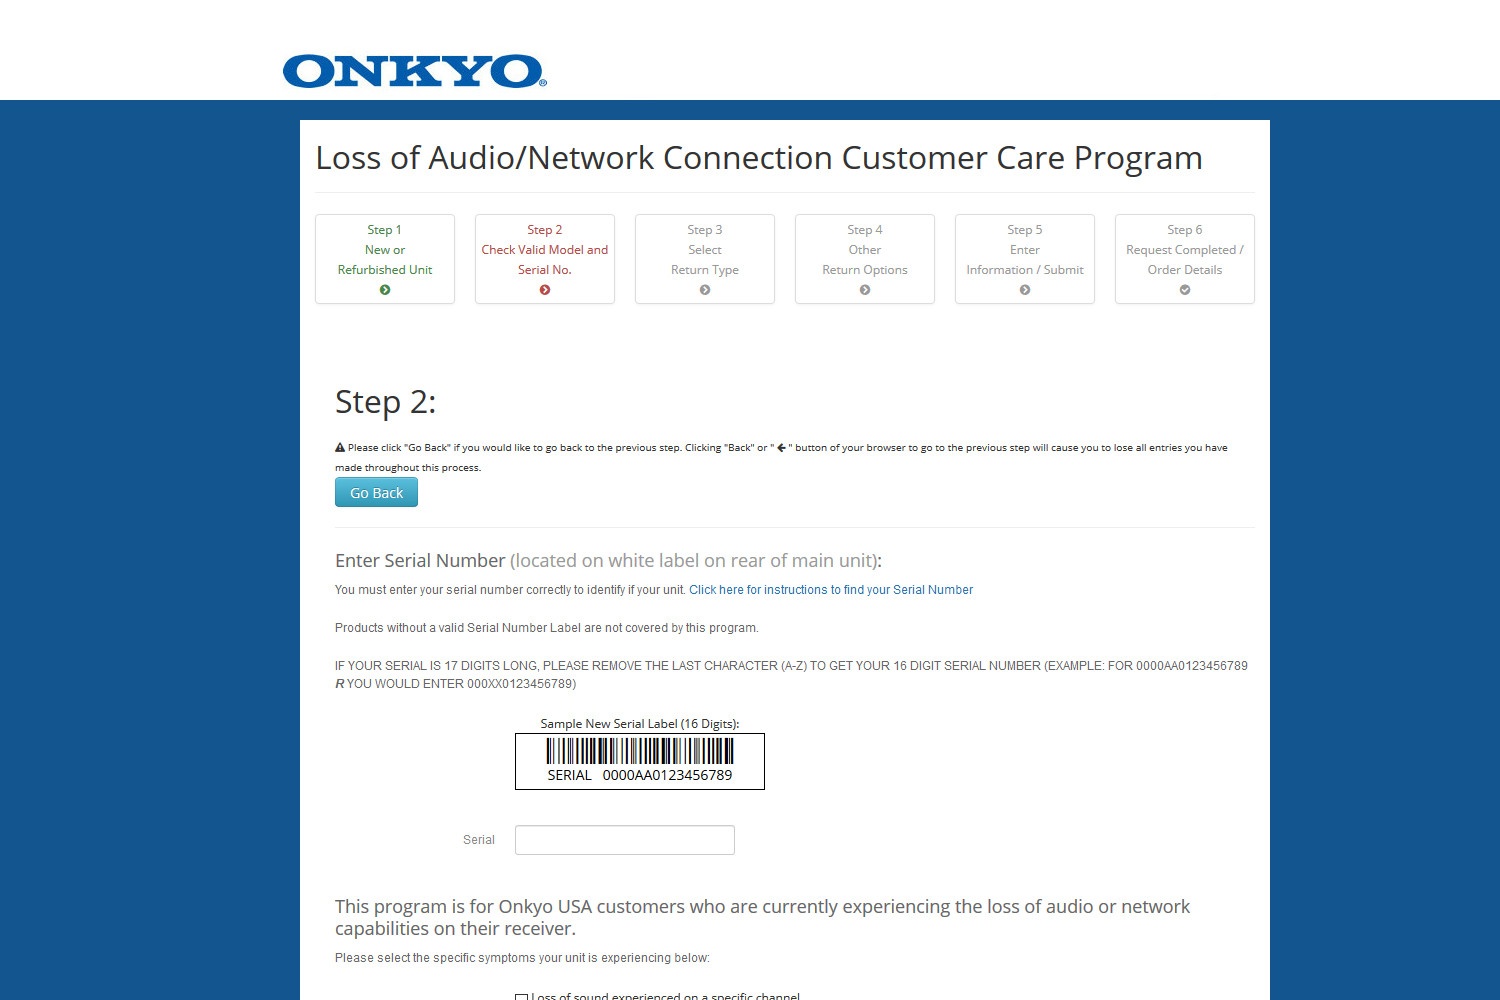 ONKYO®
Loss of Audio/Network Connection Customer Care Program
Step 1
New or
Refurbished Unit
Step 2
Check Valid Model and
Serial No.
Step 3
Select
Return Type
Step 4
Other
Return Options
Step 5
Enter
Information / Submit
Step 6
Request Completed /
Order Details
Step 2:
Please click "Go Back" if you would like to go back to the previous step. Clicking "Back" or " ← " button of your browser to go to the previous step will cause you to lose all entries you have
made throughout this process.
Go Back
Enter Serial Number (located on white label on rear of main unit):
You must enter your serial number correctly to identify if your unit. Click here for instructions to find your Serial Number
Products without a valid Serial Number Label are not covered by this program.
IF YOUR SERIAL IS 17 DIGITS LONG, PLEASE REMOVE THE LAST CHARACTER (A-Z) TO GET YOUR 16 DIGIT SERIAL NUMBER (EXAMPLE: FOR 0000AA0123456789
R YOU WOULD ENTER 000XX0123456789)
Sample New Serial Label (16 Digits):
SERIAL 0000AA0123456789
Serial
This program is for Onkyo USA customers who are currently experiencing the loss of audio or network
capabilities on their receiver.
Please select the specific symptoms your unit is experiencing below:
Loss of sound experienced on a specific channel